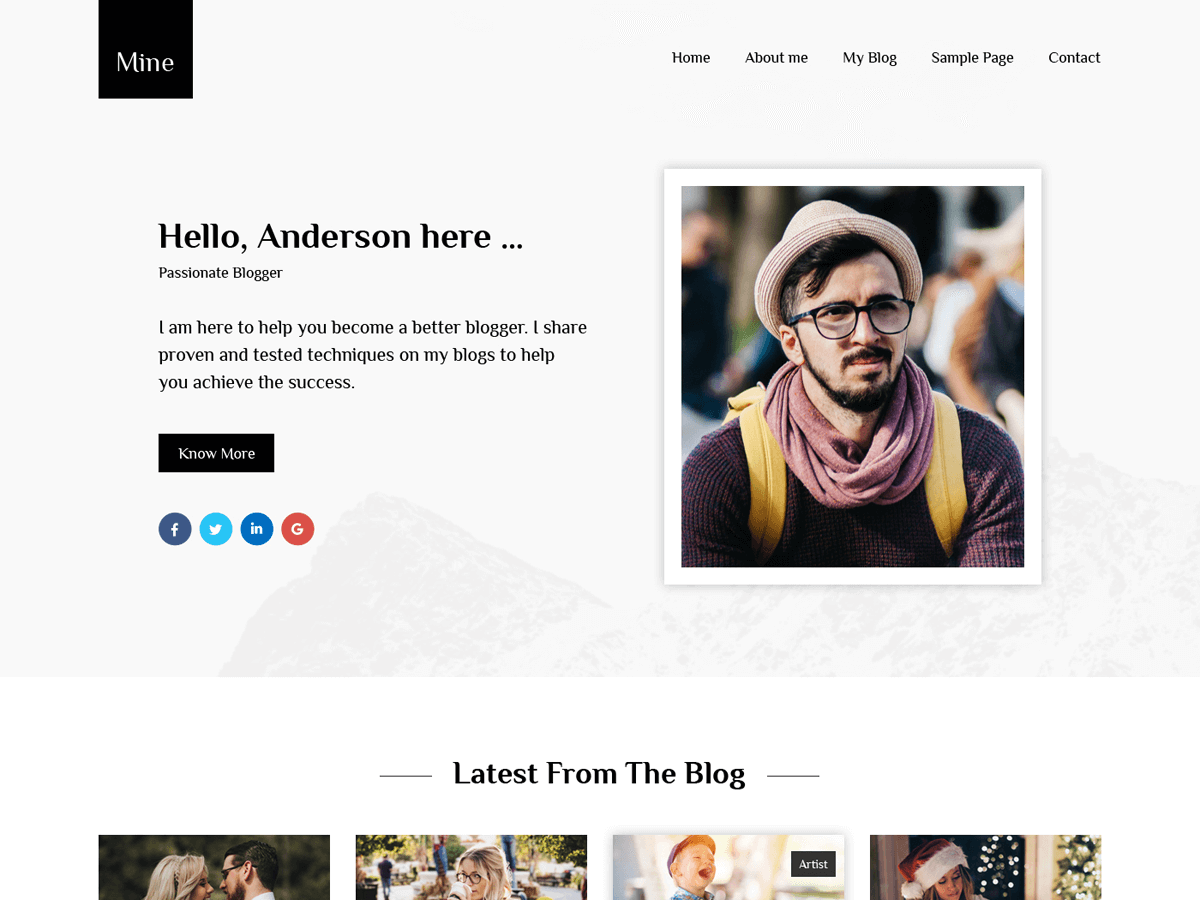 Mine
Home
About me
My Blog
Sample Page
Contact
Hello, Anderson here ...
Passionate Blogger
I am here to help you become a better blogger. I share
proven and tested techniques on my blogs to help
you achieve the success.
Know More
Latest From The Blog
Artist